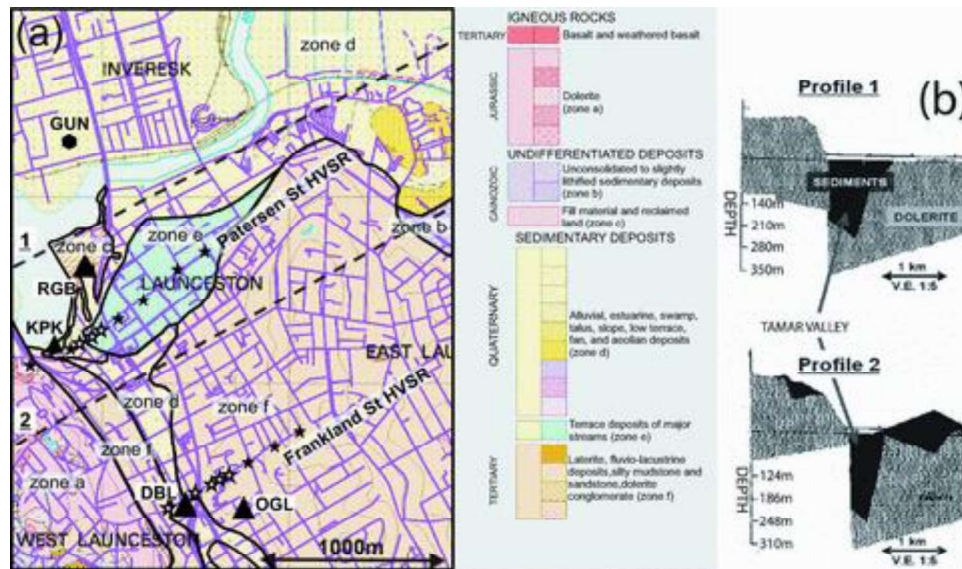 (a)
zone d
INVERESK
GUN
zone b
1
zone c
zone e
Patersen St HVSR
RGB
LAUNCESTON
KPK
EAST LAU
2
zone d
zone f
zone f
Frankland St HVSR
zone a
DBL
OGL
WEST LAUNCESTON
1000m
IGNEOUS ROCKS
TERTIARY
Basalt and weathered basalt
JURASSIC
Dolerite
(zone a)
UNDIFFERENTIATED DEPOSITS
CAINOZOIC
Unconsolidated to slightly
lithified sedimentary deposits
(zone b)
Fill material and reclaimed
land (zone c)
SEDIMENTARY DEPOSITS
QUATERNARY
Alluvial, estuarine, swamp,
talus, slope, low terrace,
fan, and aeolian deposits
(zone d)
Terrace deposits of major
streams (zone e)
TERTIARY
Laterite, fluvio-lacustrine
deposits,silty mudstone and
sandstone,dolerite
conglomerate (zone f)
(b)
Profile 1
SEDIMENTS
DOLERITE
DEPTH
140m
210m
280m
350m
1 km
V.E. 1:5
TAMAR VALLEY
Profile 2
DEPTH
124m
186m
248m
310m
1 km
V.E. 1:5